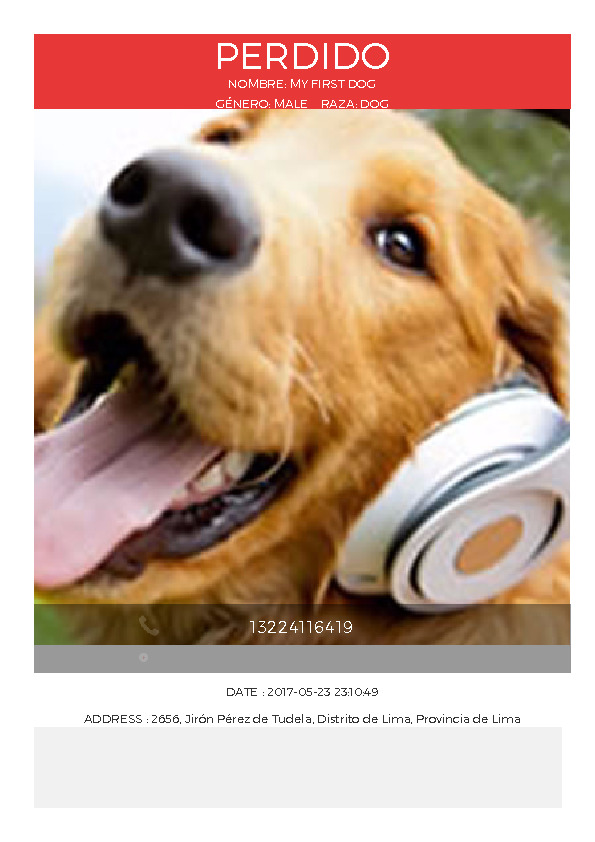 PERDIDO
NOMBRE: MY FIRST DOG
GÉNERO: MALE RAZA: DOG
13224116419
DATE : 2017-05-23 23:10:49
ADDRESS : 2656, Jirón Pérez de Tudela, Distrito de Lima, Provincia de Lima